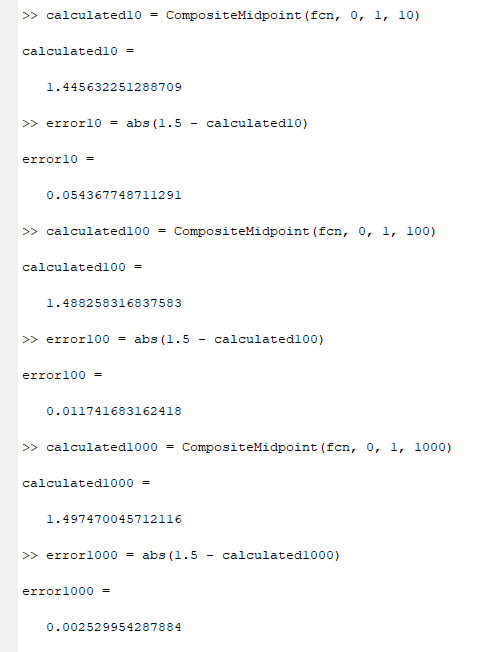 >> calculated10 = CompositeMidpoint(fcn, 0, 1, 10)
calculated10 =
1.445632251288709
>> error10 = abs(1.5 - calculated10)
error10 =
0.054367748711291
>> calculated100 = CompositeMidpoint(fcn, 0, 1, 100)
calculated100 =
1.488258316837583
>> error100 = abs(1.5 - calculated100)
error100 =
0.011741683162418
>> calculated1000 = CompositeMidpoint(fcn, 0, 1, 1000)
calculated1000 =
1.497470045712116
>> error1000 = abs(1.5 - calculated1000)
error1000 =
0.002529954287884